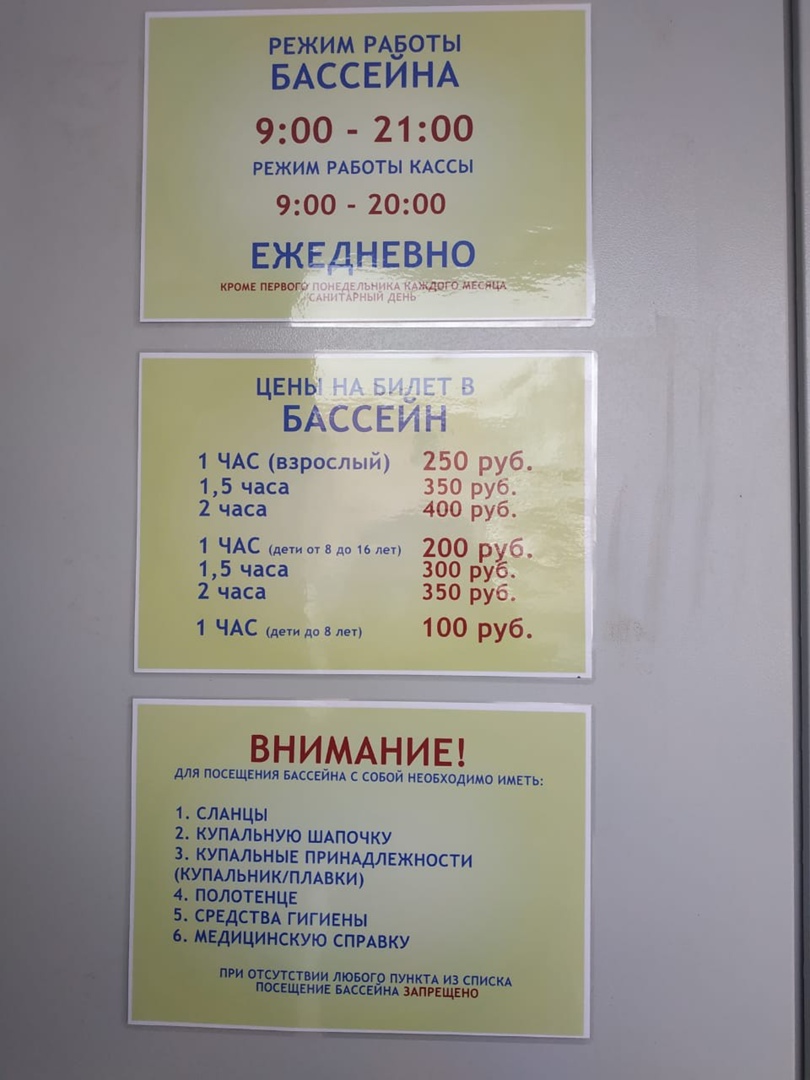 РЕЖИМ РАБОТЫ
БАССЕЙНА
9:00 - 21:00
РЕЖИМ РАБОТЫ КАССЫ
9:00 - 20:00
ЕЖЕДНЕВНО
КРОМЕ ПЕРВОГО ПОНЕДЕЛЬНИКА КАЖДОГО МЕСЯЦА
САНИТАРНЫЙ ДЕНЬ
ЦЕНЫ НА БИЛЕТ В
БАССЕЙН
1 ЧАС (взрослый) 250 руб.
1,5 часа 350 руб.
2 часа 400 руб.
1 ЧАС (дети от 8 до 16 лет) 200 руб.
1,5 часа 300 руб.
2 часа 350 руб.
1 ЧАС (дети до 8 лет) 100 руб.
ВНИМАНИЕ!
ДЛЯ ПОСЕЩЕНИЯ БАССЕЙНА С СОБОЙ НЕОБХОДИМО ИМЕТЬ:
1. СЛАНЦЫ
2. КУПАЛЬНУЮ ШАПОЧКУ
3. КУПАЛЬНЫЕ ПРИНАДЛЕЖНОСТИ
(КУПАЛЬНИК/ПЛАВКИ)
4. ПОЛОТЕНЦЕ
5. СРЕДСТВА ГИГИЕНЫ
6. МЕДИЦИНСКУЮ СПРАВКУ
ПРИ ОТСУТСТВИИ ЛЮБОГО ПУНКТА ИЗ СПИСКА
ПОСЕЩЕНИЕ БАССЕЙНА ЗАПРЕЩЕНО